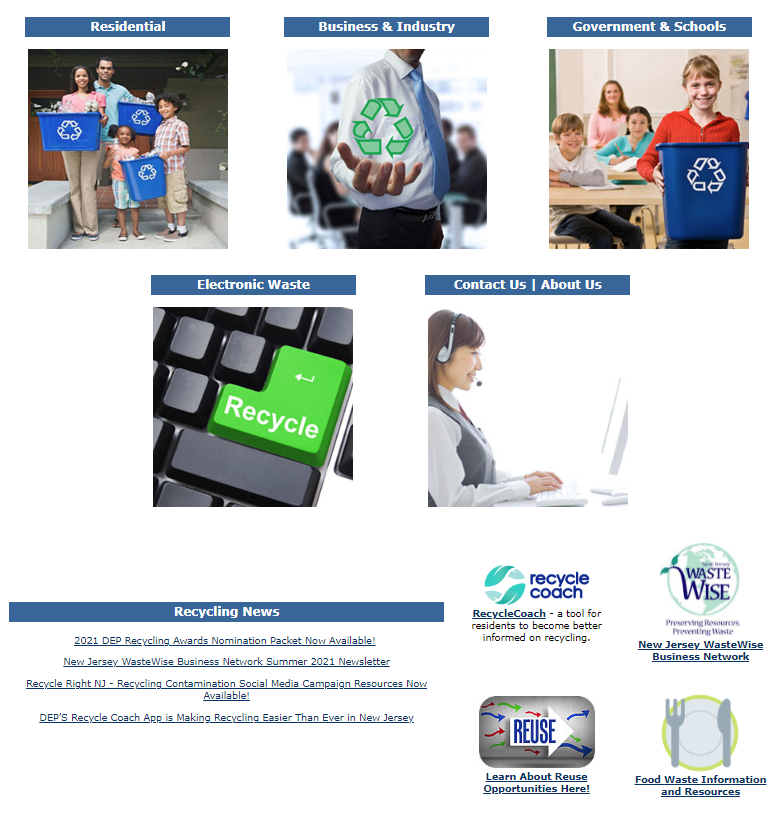 Residential
Business & Industry
Government & Schools
Electronic Waste
Contact Us | About Us
Recycle
Recycling News
2021 DEP Recycling Awards Nomination Packet Now Available!
New Jersey WasteWise Business Network Summer 2021 Newsletter
Recycle Right NJ - Recycling Contamination Social Media Campaign Resources Now
Available!
DEP'S Recycle Coach App is Making Recycling Easier Than Ever in New Jersey
recycle
coach
RecycleCoach - a tool for
residents to become better
informed on recycling.
New Jersey
WASTE
WISE
Preserving Resources,
Preventing Waste
New Jersey WasteWise
Business Network
REUSE
Learn About Reuse
Opportunities Here!
Food Waste Information
and Resources